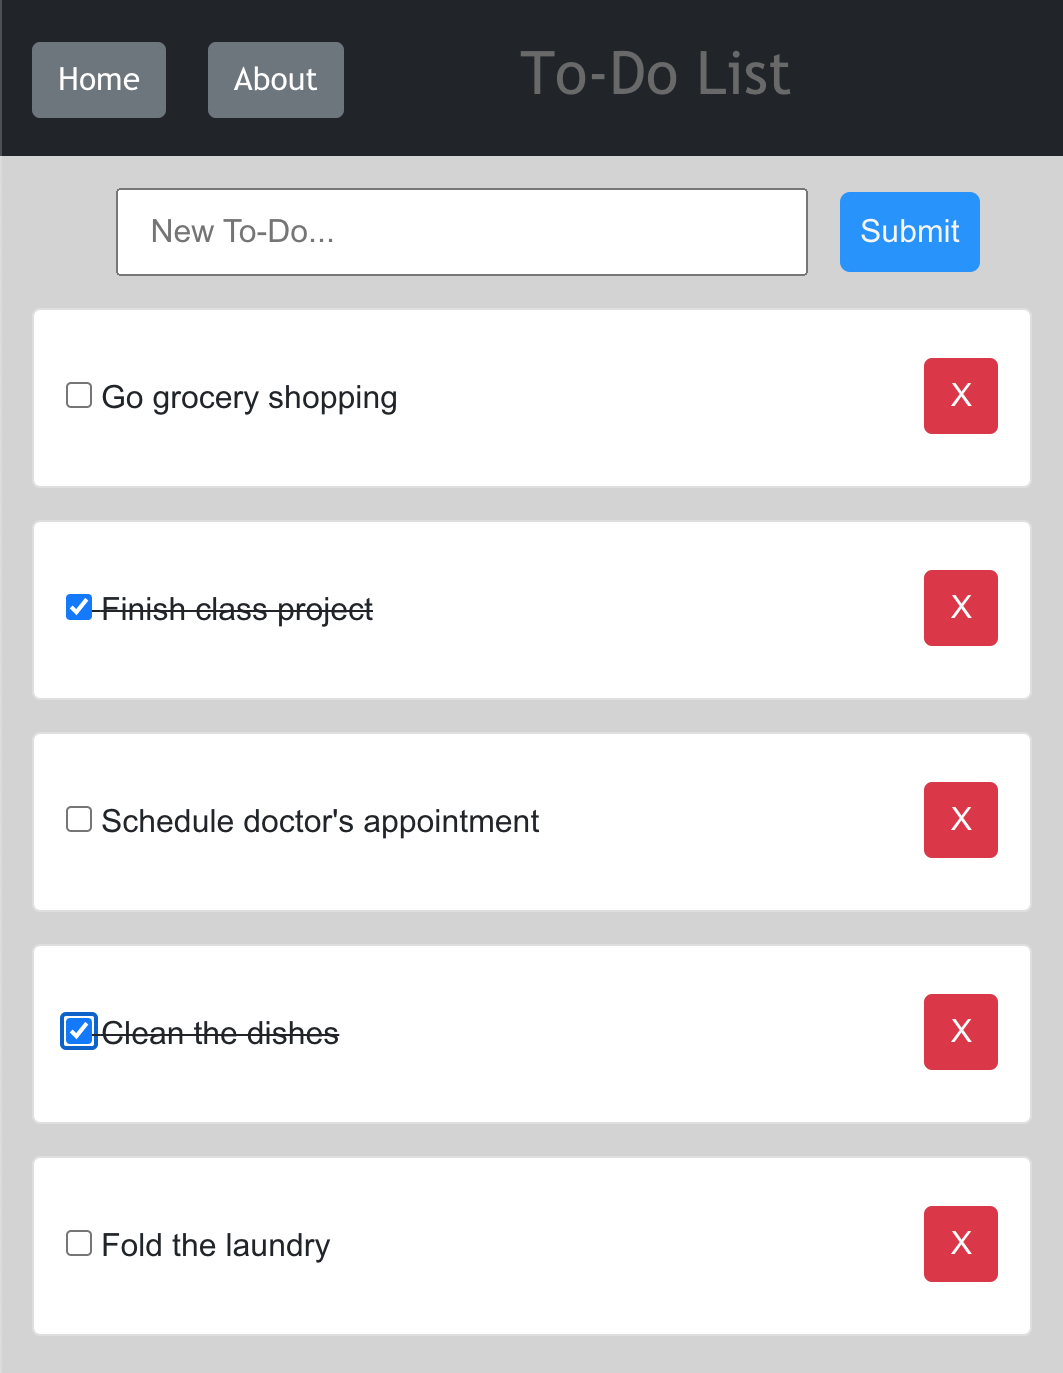 Home About To-Do List
New To-Do... Submit
Go grocery shopping X
Finish class project X
Schedule doctor's appointment X
Clean the dishes X
Fold the laundry X